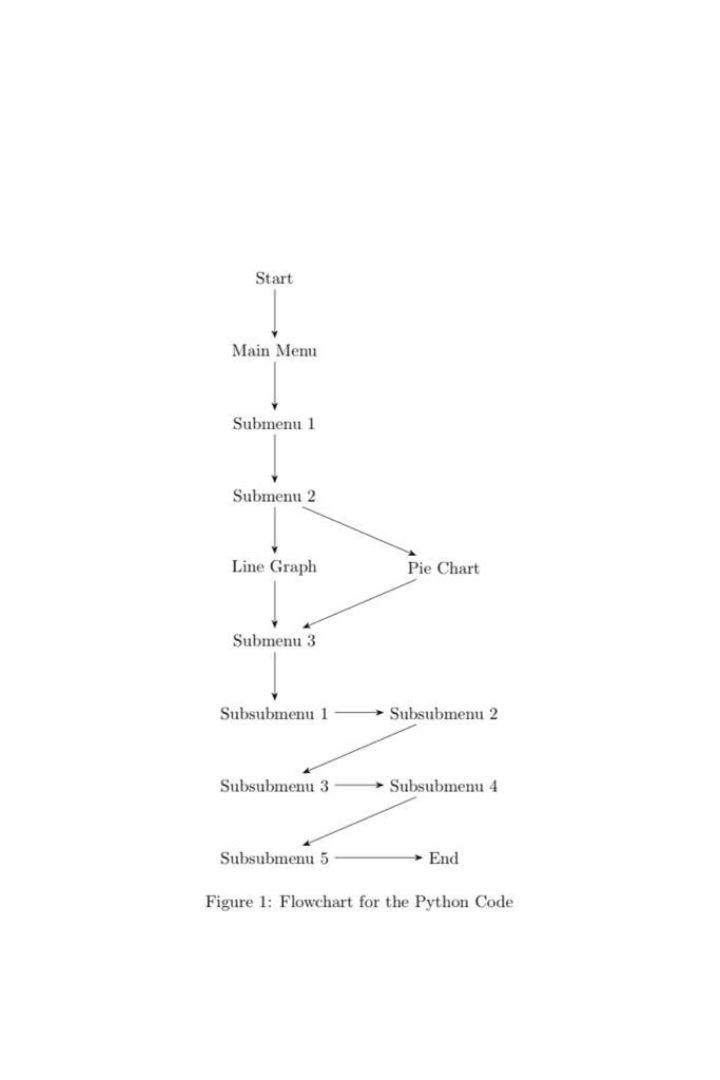 Start
Main Menu
Submenu 1
Submenu 2
Line Graph
Pie Chart
Submenu 3
Subsubmenu 1
Subsubmenu 2
Subsubmenu 3
Subsubmenu 4
Subsubmenu 5
End
Figure 1: Flowchart for the Python Code